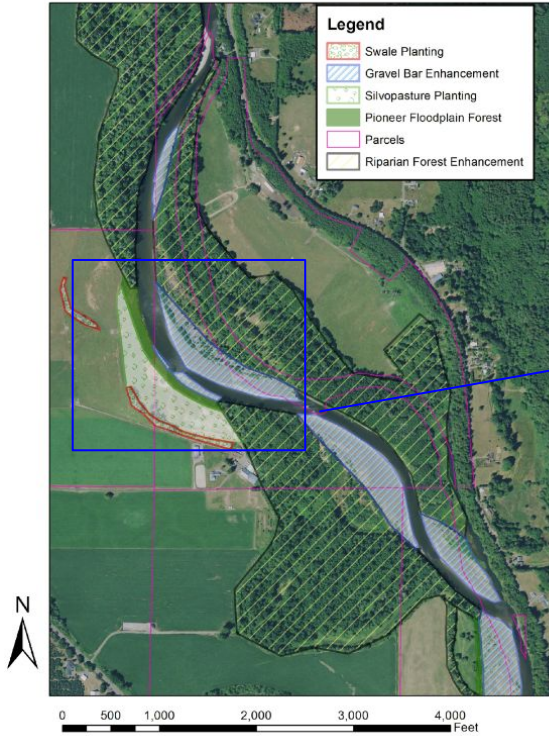 Legend
Swale Planting
Gravel Bar Enhancement
Silvopasture Planting
Pioneer Floodplain Forest
Parcels
Riparian Forest Enhancement
N
0 500 1,000 2,000 3,000 4,000
Feet